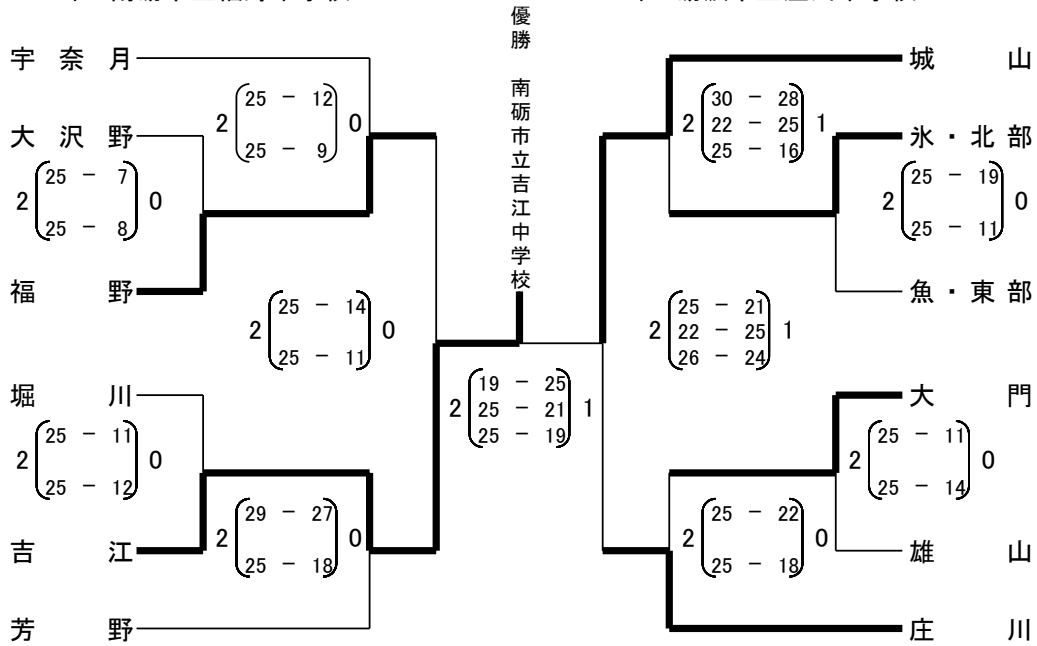 優勝 南砺市立吉江中学校
宇奈月
2 25 － 12 0
25 － 9
大沢野
2 25 － 7 0
25 － 8
福野
2 25 － 14 0
25 － 11
堀川
2 25 － 11 0
25 － 12
吉江
2 29 － 27 0
25 － 18
芳野
19 － 25
2 25 － 21 1
25 － 19
城山
30 － 28
2 22 － 25 1
25 － 16
氷・北部
2 25 － 19 0
25 － 11
魚・東部
25 － 21
2 22 － 25 1
26 － 24
大門
2 25 － 11 0
25 － 14
雄山
2 25 － 22 0
25 － 18
庄川